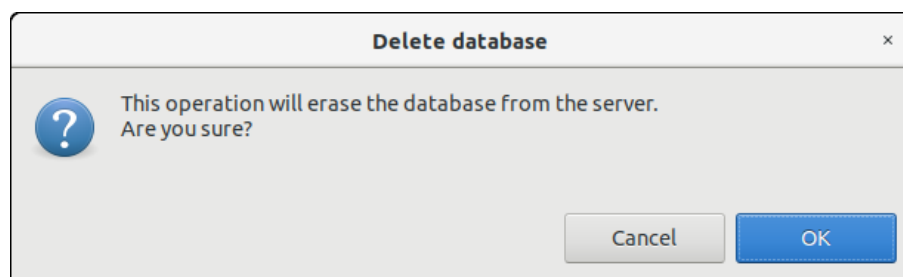 Delete database ×
This operation will erase the database from the server.
Are you sure?
Cancel OK